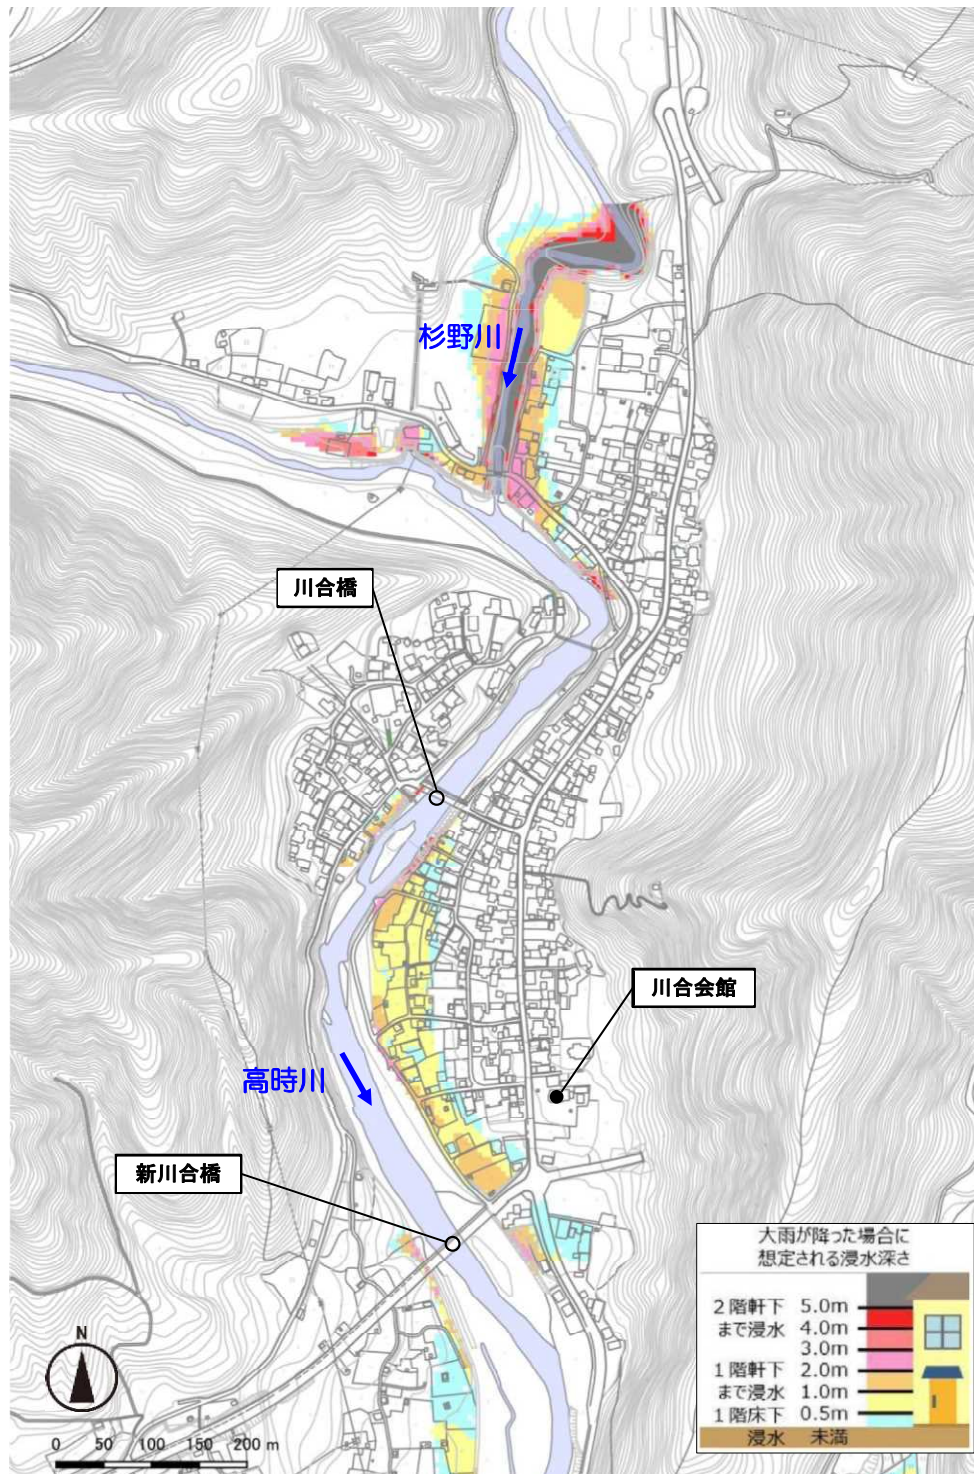 杉野川
川合橋
川合会館
高時川
新川合橋
N
0 50 100 150 200 m
大雨が降った場合に
想定される浸水深さ
2階軒下 5.0m
まで浸水 4.0m
3.0m
1階軒下 2.0m
まで浸水 1.0m
1階床下 0.5m
浸水 未満